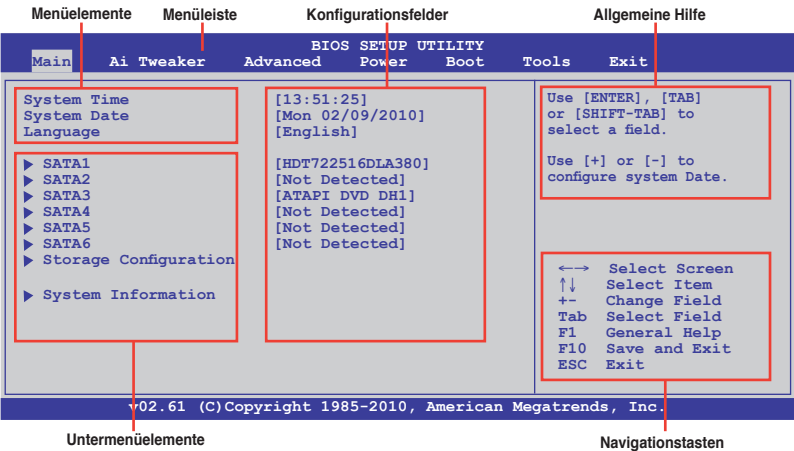 Menüelemente Menüleiste Konfigurationsfelder Allgemeine Hilfe
BIOS SETUP UTILITY
Main Ai Tweaker Advanced Power Boot Tools Exit
System Time [13:51:25]
System Date [Mon 02/09/2010]
Language [English]
SATA1 [HDT722516DLA380]
SATA2 [Not Detected]
SATA3 [ATAPI DVD DH1]
SATA4 [Not Detected]
SATA5 [Not Detected]
SATA6 [Not Detected]
Storage Configuration
System Information
Use [ENTER], [TAB]
or [SHIFT-TAB] to
select a field.
Use [+] or [-] to
configure system Date.
←→ Select Screen
↑↓ Select Item
+- Change Field
Tab Select Field
F1 General Help
F10 Save and Exit
ESC Exit
v02.61 (C)Copyright 1985-2010, American Megatrends, Inc.
Untermenüelemente Navigationstasten